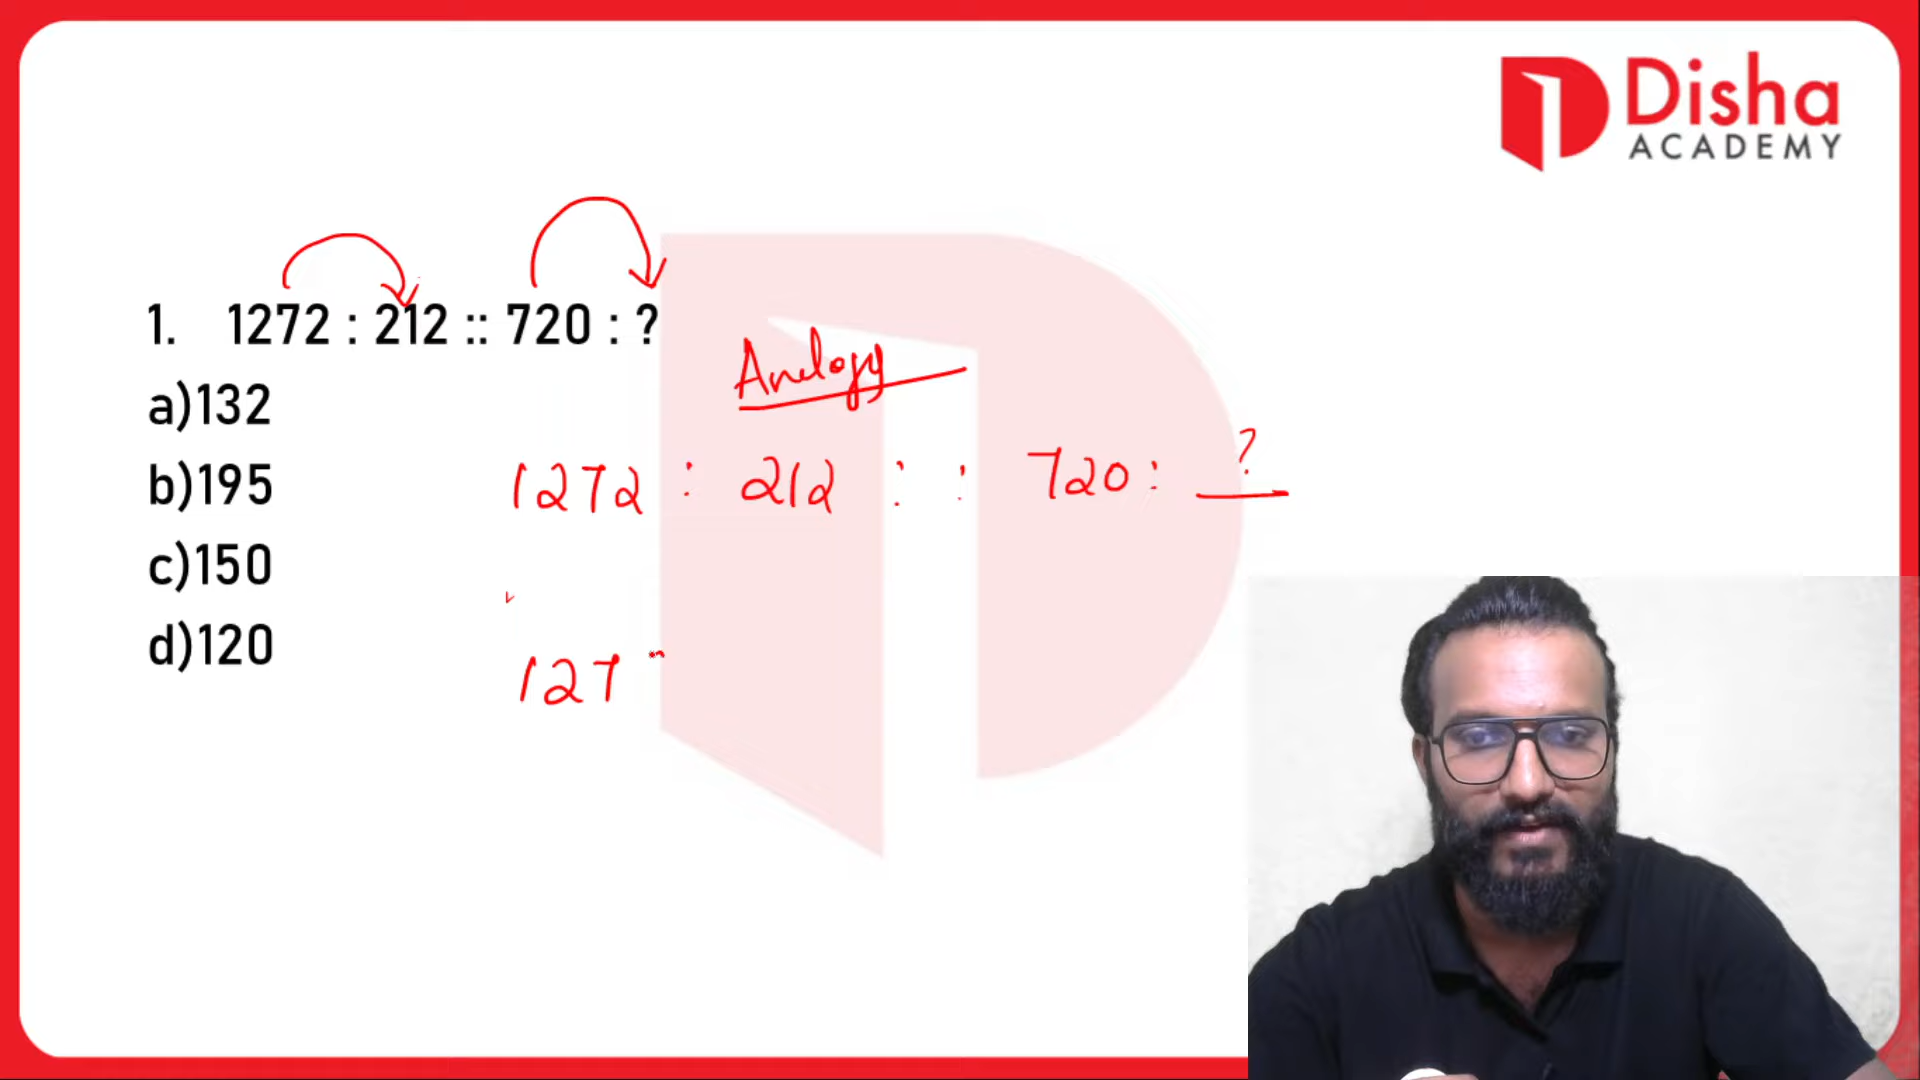 Disha
ACADEMY
1. 1272 : 212 :: 720 : ?
a)132
b)195
c)150
d)120
Analogy
1272 : 212 : : 720 : ?
127